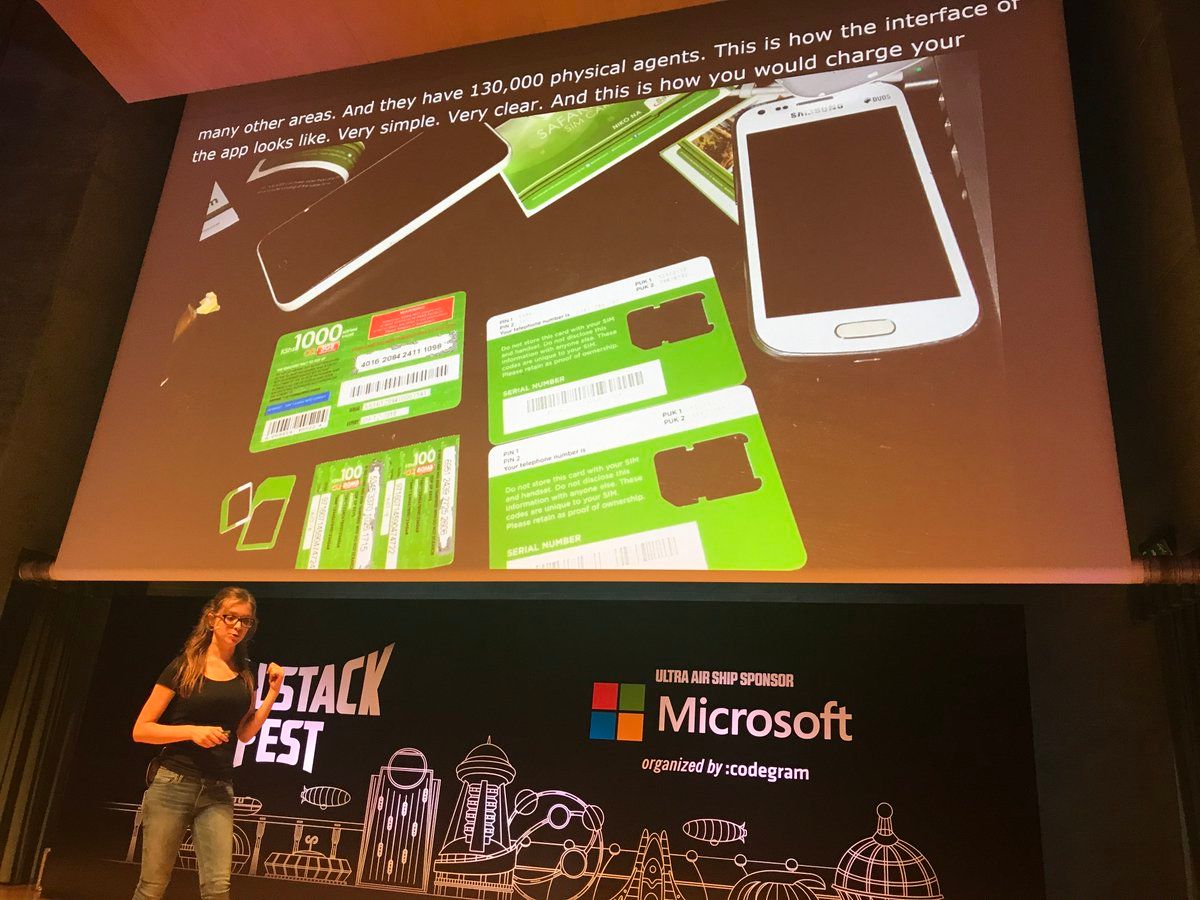 many other areas. And they have 130,000 physical agents. This is how the interface of
the app looks like. Very simple. Very clear. And this is how you would charge your
SAMSUNG DUOS
SIM CA
NIKO NA
WARNING!
1000
4016 2084 2411 1098
PIN 1 PUK 1
PIN 2 PUK 2
Your telephone number is
Do not store this card with your SIM
and handset. Do not disclose this
information with anyone else. These
codes are unique to your SIM.
Please retain as proof of ownership.
SERIAL NUMBER
100
100
PIN 1 PUK 1
PIN 2 PUK 2
Your telephone number is
Do not store this card with your SIM
and handset. Do not disclose this
information with anyone else. These
codes are unique to your SIM.
Please retain as proof of ownership.
SERIAL NUMBER
STACK
FEST
ULTRA AIR SHIP SPONSOR
Microsoft
organized by :codegram